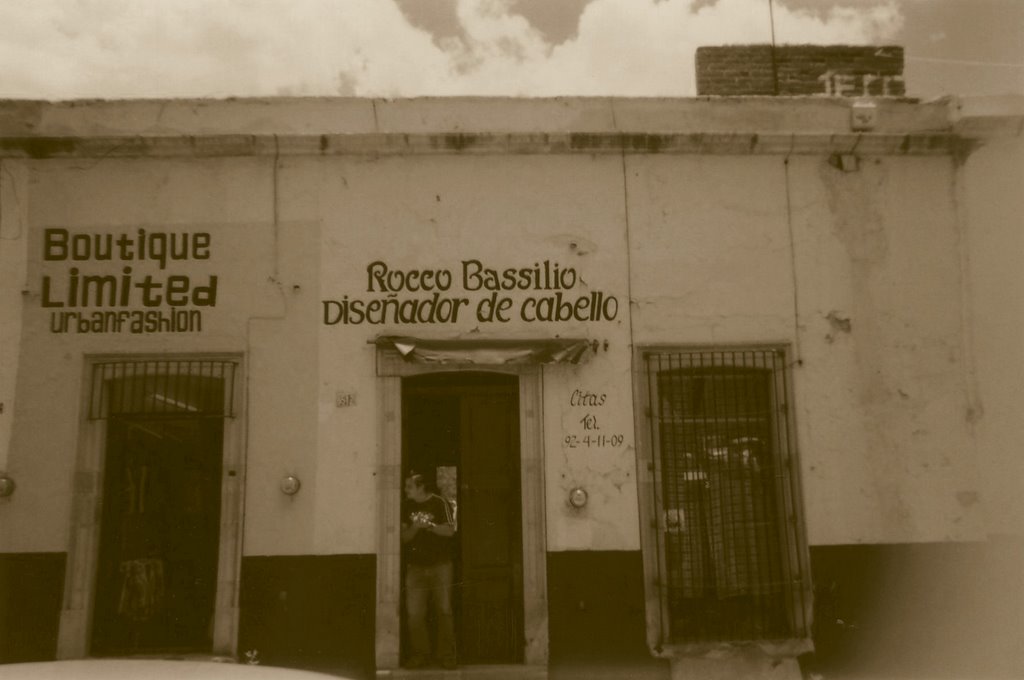 Boutique
Limited
urbanfashion
Rocco Bassilio
Diseñador de cabello
Citas
Tel.
92-4-11-09